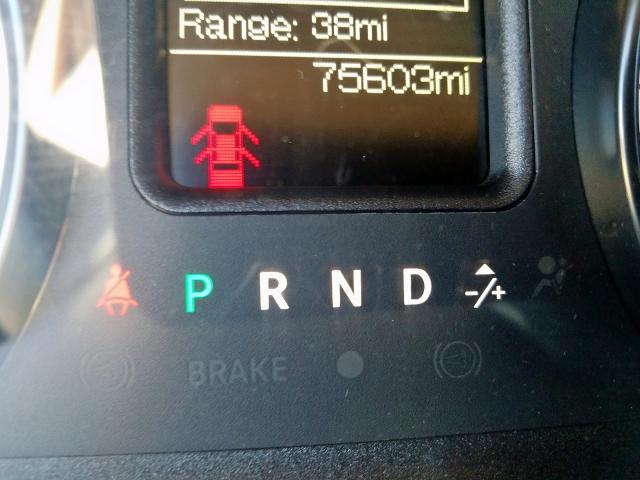 Range: 38mi
75603mi
P R N D -/+
BRAKE